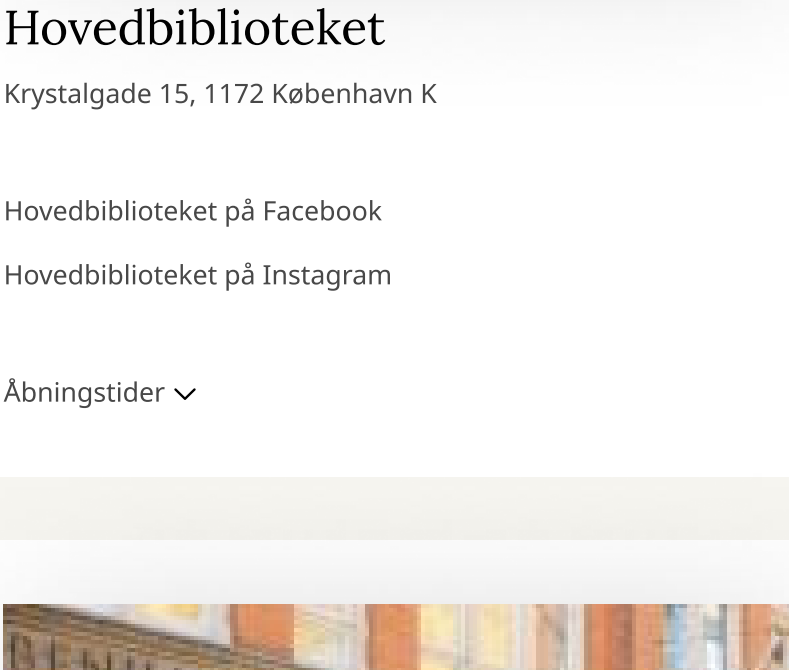 Hovedbiblioteket
Krystalgade 15, 1172 København K
Hovedbiblioteket på Facebook
Hovedbiblioteket på Instagram
Åbningstider